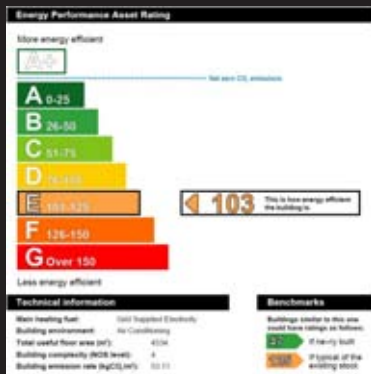 Energy Performance Asset Rating
More energy efficient
A+
Net zero CO₂ emissions
A 0-25
B 26-50
C 51-75
D 76-100
E 101-125
103 This is how energy efficient
the building is.
F 126-150
G Over 150
Less energy efficient
Technical information
Main heating fuel: Grid Supplied Electricity
Building environment: Air Conditioning
Total useful floor area (m²):
Building complexity (NOS level): 4
Building emission rate (kgCO₂/m²):
Benchmarks
Buildings similar to this one
could have ratings as follows:
If newly built
If typical of the
existing stock